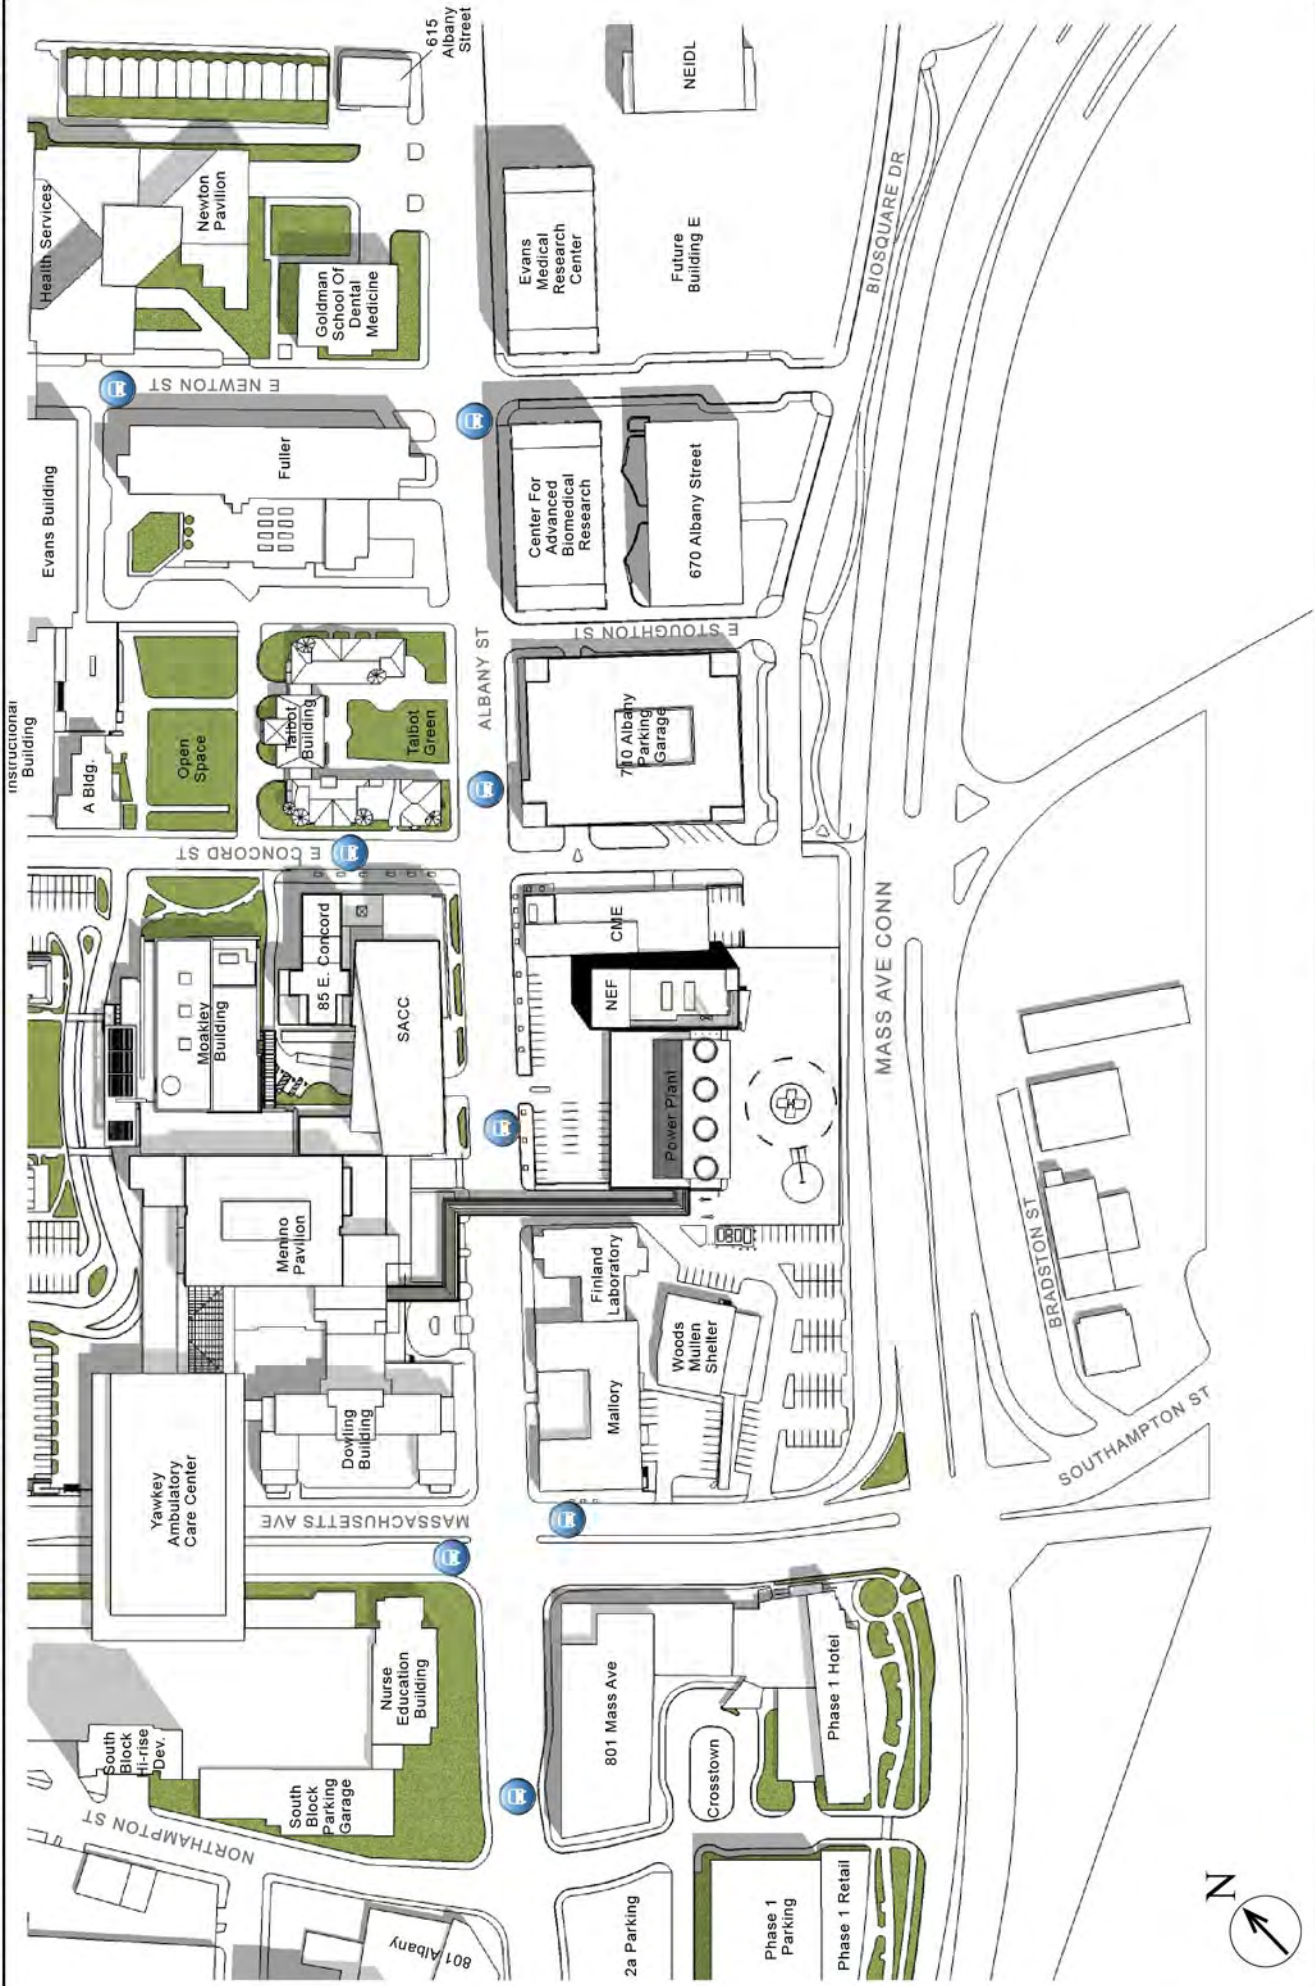 615
Albany
Street
NEIDL
Health Services
Newton
Pavilion
Goldman
School Of
Dental
Medicine
Evans
Medical
Research
Center
Future
Building E
BIOSQUARE DR
E NEWTON ST
Evans Building
Fuller
Center For
Advanced
Biomedical
Research
670 Albany Street
E STOUGHTON ST
ALBANY ST
Instructional
Building
A Bldg.
Open
Space
Talbot
Building
Talbot
Green
710 Albany
Parking
Garage
E CONCORD ST
MASS AVE CONN
Moakley
Building
85 E. Concord
SACC
CME
NEF
Power Plant
Menino
Pavilion
Finland
Laboratory
Woods
Mullen
Shelter
Mallory
BRADSTON ST
SOUTHAMPTON ST
Yawkey
Ambulatory
Care Center
Dowling
Building
MASSACHUSETTS AVE
Nurse
Education
Building
801 Mass Ave
Phase 1 Hotel
Crosstown
South
Block
Hi-rise
Dev.
South
Block
Parking
Garage
NORTHAMPTON ST
801 Albany
2a Parking
Phase 1
Parking
Phase 1 Retail
N